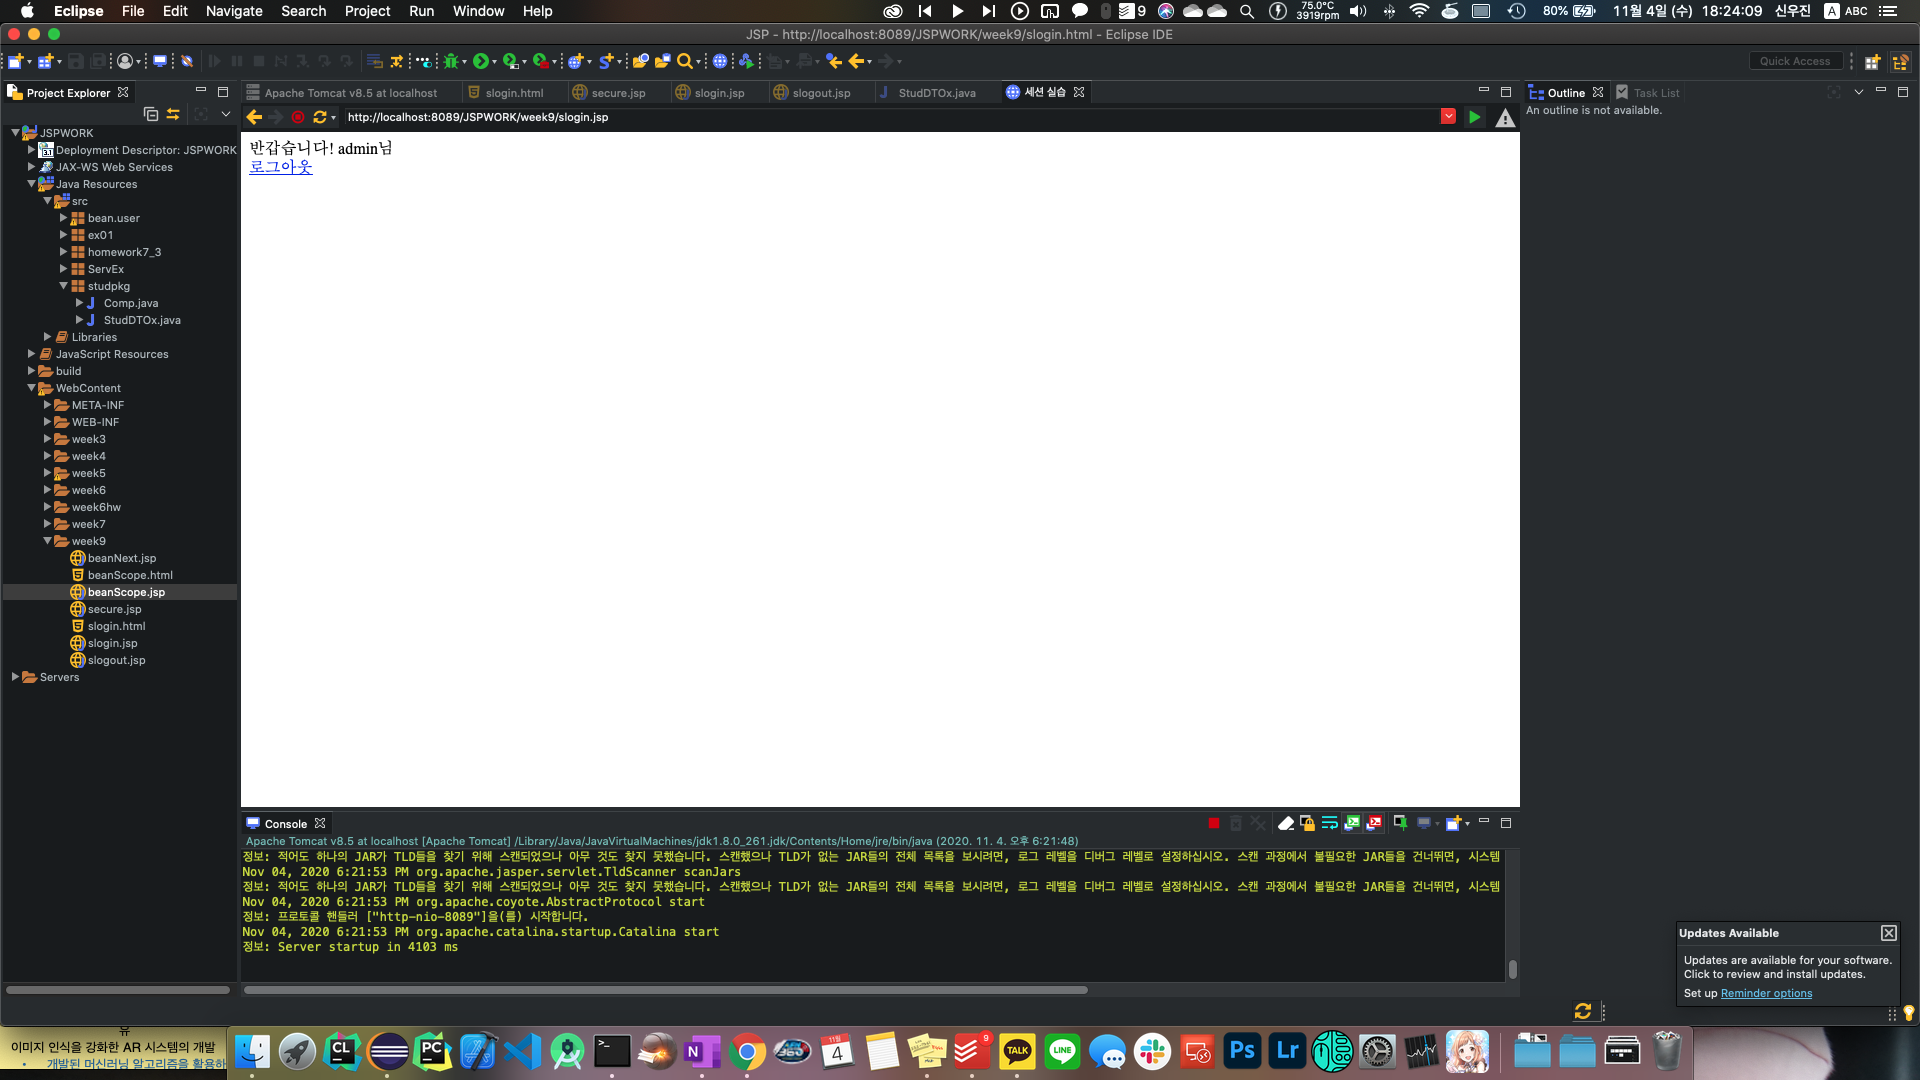 Eclipse File Edit Navigate Search Project Run Window Help 9 75.0°C 3919rpm 80% 11월 4일 (수) 18:24:09 신우진 A ABC
JSP - http://localhost:8089/JSPWORK/week9/slogin.html - Eclipse IDE
Quick Access
Project Explorer
JSPWORK
Deployment Descriptor: JSPWORK
JAX-WS Web Services
Java Resources
src
bean.user
ex01
homework7_3
ServEx
studpkg
Comp.java
StudDTOx.java
Libraries
JavaScript Resources
build
WebContent
META-INF
WEB-INF
week3
week4
week5
week6
week6hw
week7
week9
beanNext.jsp
beanScope.html
beanScope.jsp
secure.jsp
slogin.html
slogin.jsp
slogout.jsp
Servers
Apache Tomcat v8.5 at localhost slogin.html secure.jsp slogin.jsp slogout.jsp StudDTOx.java 세션 실습
http://localhost:8089/JSPWORK/week9/slogin.jsp
반갑습니다! admin님
로그아웃
Outline Task List
An outline is not available.
Console
Apache Tomcat v8.5 at localhost [Apache Tomcat] /Library/Java/JavaVirtualMachines/jdk1.8.0_261.jdk/Contents/Home/jre/bin/java (2020. 11. 4. 오후 6:21:48)
정보: 적어도 하나의 JAR가 TLD들을 찾기 위해 스캔되었으나 아무 것도 찾지 못했습니다. 스캔했으나 TLD가 없는 JAR들의 전체 목록을 보시려면, 로그 레벨을 디버그 레벨로 설정하십시오. 스캔 과정에서 불필요한 JAR들을 건너뛰면, 시스템
Nov 04, 2020 6:21:53 PM org.apache.jasper.servlet.TldScanner scanJars
정보: 적어도 하나의 JAR가 TLD들을 찾기 위해 스캔되었으나 아무 것도 찾지 못했습니다. 스캔했으나 TLD가 없는 JAR들의 전체 목록을 보시려면, 로그 레벨을 디버그 레벨로 설정하십시오. 스캔 과정에서 불필요한 JAR들을 건너뛰면, 시스템
Nov 04, 2020 6:21:53 PM org.apache.coyote.AbstractProtocol start
정보: 프로토콜 핸들러 ["http-nio-8089"]을(를) 시작합니다.
Nov 04, 2020 6:21:53 PM org.apache.catalina.startup.Catalina start
정보: Server startup in 4103 ms
Updates Available
Updates are available for your software.
Click to review and install updates.
Set up Reminder options
유
이미지 인식을 강화한 AR 시스템의 개발
• 개발된 머신러닝 알고리즘을 활용하
CL PC N 11월 4 9 TALK LINE Ps Lr